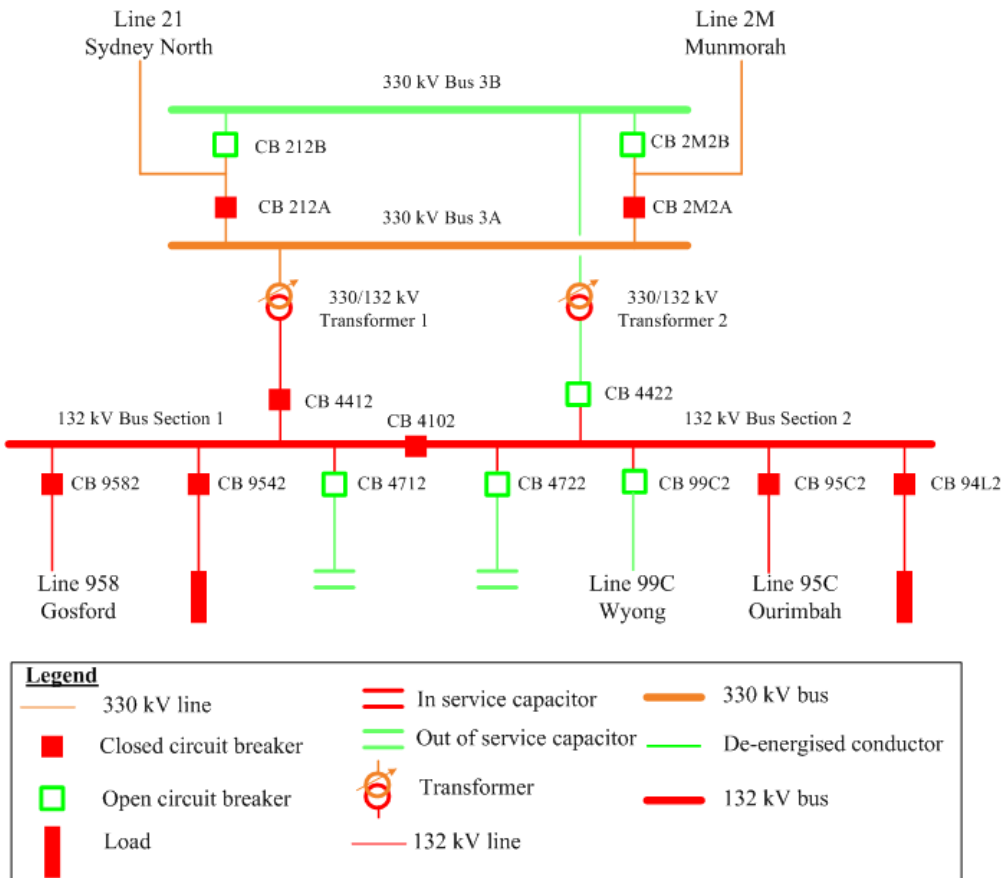 Line 21
Sydney North
Line 2M
Munmorah
330 kV Bus 3B
CB 212B
CB 2M2B
CB 212A
CB 2M2A
330 kV Bus 3A
330/132 kV
Transformer 1
330/132 kV
Transformer 2
CB 4412
CB 4422
132 kV Bus Section 1
CB 4102
132 kV Bus Section 2
CB 9582
CB 9542
CB 4712
CB 4722
CB 99C2
CB 95C2
CB 94L2
Line 958
Gosford
Line 99C
Wyong
Line 95C
Ourimbah
Legend
330 kV line
In service capacitor
330 kV bus
Closed circuit breaker
Out of service capacitor
De-energised conductor
Open circuit breaker
Transformer
132 kV bus
Load
132 kV line